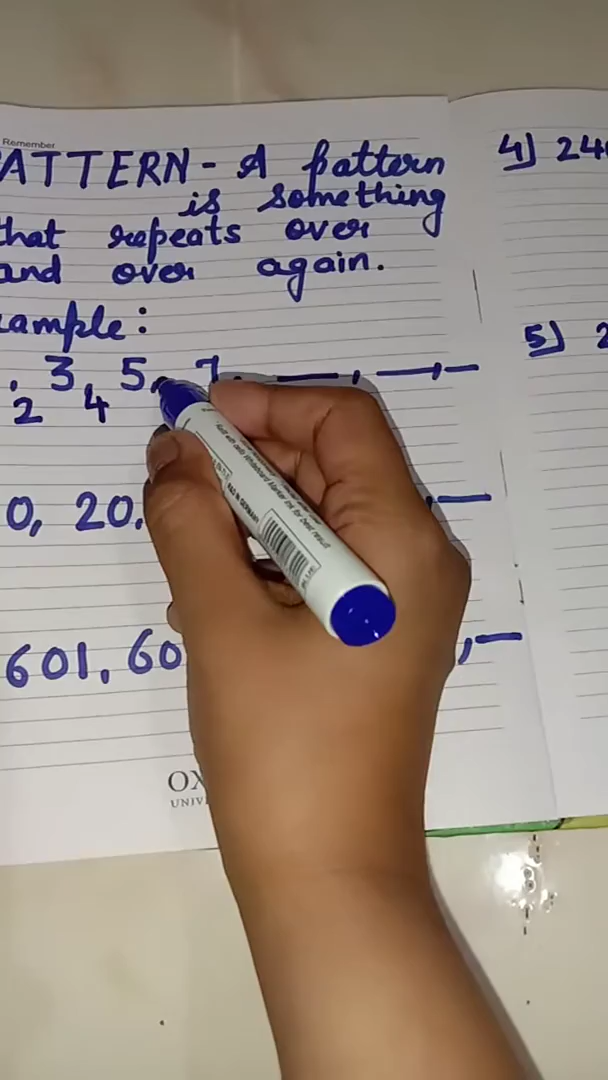 Remember
ATTERN - A pattern
is something
that repeats over
and over again.
ample:
. 3, 5, 7, —, —, —
2 4
0, 20,
601, 60
OX
UNIV
4) 24
5) 2